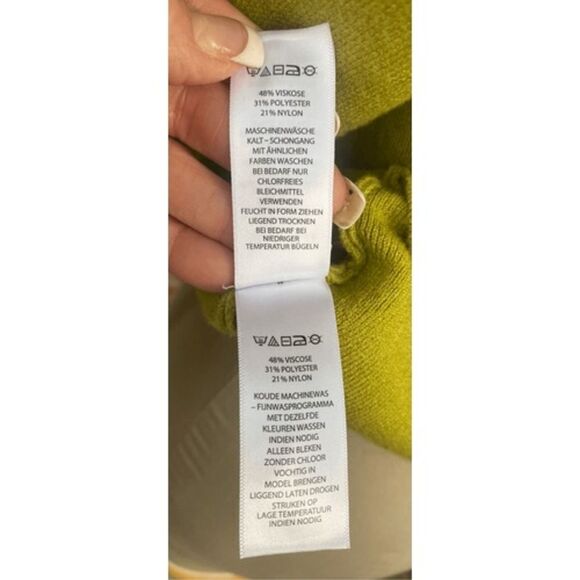 48% VISKOSE
31% POLYESTER
21% NYLON
MASCHINENWÄSCHE
KALT – SCHONGANG
MIT ÄHNLICHEN
FARBEN WASCHEN
BEI BEDARF NUR
CHLORFREIES
BLEICHMITTEL
VERWENDEN
FEUCHT IN FORM ZIEHEN
LIEGEND TROCKNEN
BEI BEDARF BEI
NIEDRIGER
TEMPERATUR BÜGELN
48% VISCOSE
31% POLYESTER
21% NYLON
KOUDE MACHINEWAS
– FIJNWASPROGRAMMA
MET DEZELFDE
KLEUREN WASSEN
INDIEN NODIG
ALLEEN BLEKEN
ZONDER CHLOOR
VOCHTIG IN
MODEL BRENGEN
LIGGEND LATEN DROGEN
STRIJKEN OP
LAGE TEMPERATUUR
INDIEN NODIG